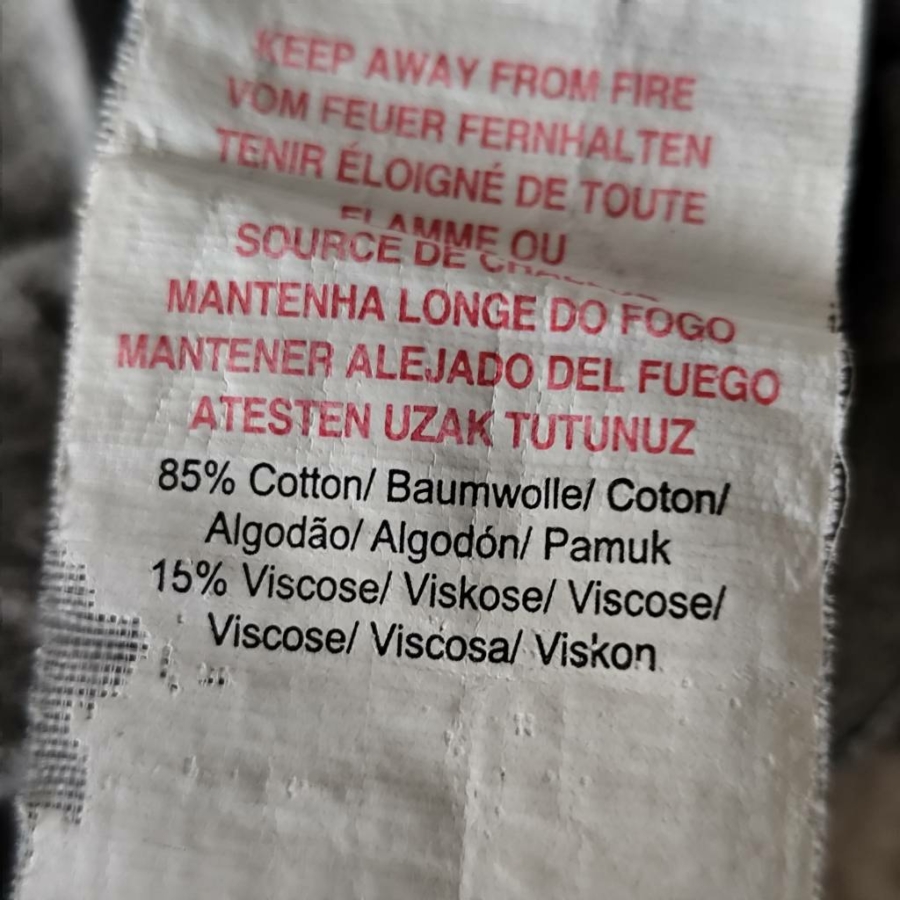 KEEP AWAY FROM FIRE
VOM FEUER FERNHALTEN
TENIR ÉLOIGNÉ DE TOUTE
FLAMME OU
SOURCE DE
MANTENHA LONGE DO FOGO
MANTENER ALEJADO DEL FUEGO
ATESTEN UZAK TUTUNUZ
85% Cotton/ Baumwolle/ Coton/
Algodão/ Algodón/ Pamuk
15% Viscose/ Viskose/ Viscose/
Viscose/ Viscosa/ Viskon